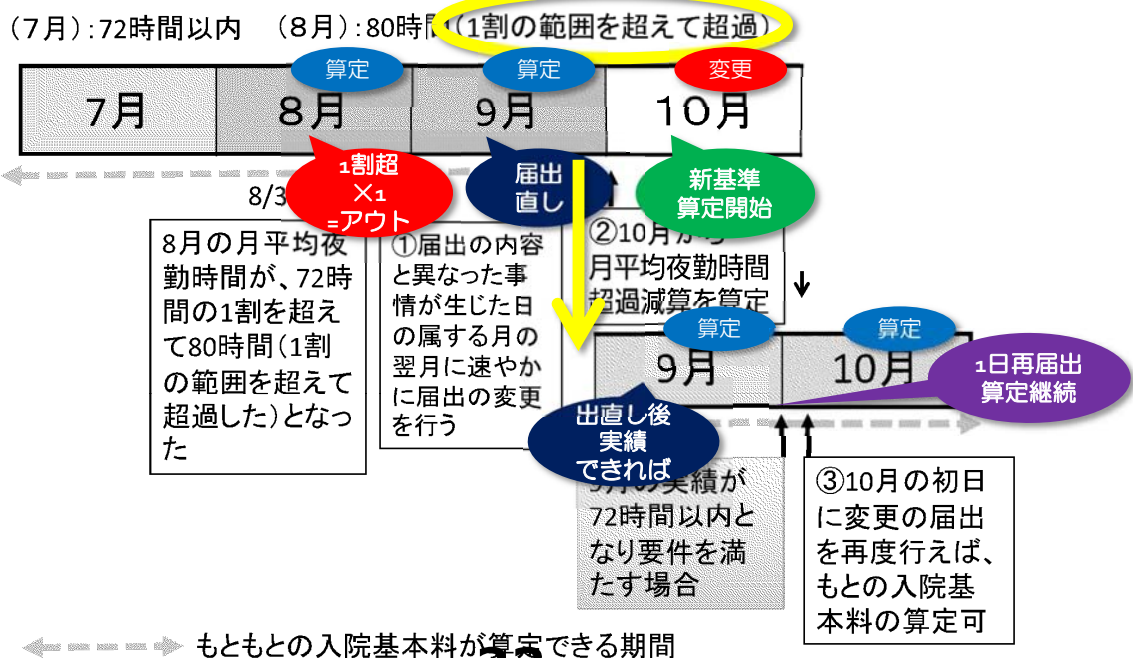 (7月):72時間以内 (8月):80時間(1割の範囲を超えて超過)
算定
算定
変更
7月
8月
9月
10月
1割超
×1
=アウト
届出
直し
新基準
算定開始
8/3
8月の月平均夜
勤時間が、72時
間の1割を超え
て80時間(1割
の範囲を超えて
超過した)となっ
た
①届出の内容
と異なった事
情が生じた日
の属する月の
翌月に速やか
に届出の変更
を行う
②10月から
月平均夜勤時間
超過減算を算定
算定
算定
9月
10月
1日再届出
算定継続
出直し後
実績
できれば
9月の実績が
72時間以内と
なり要件を満
たす場合
③10月の初日
に変更の届出
を再度行えば、
もとの入院基
本料の算定可
もともとの入院基本料が算定できる期間